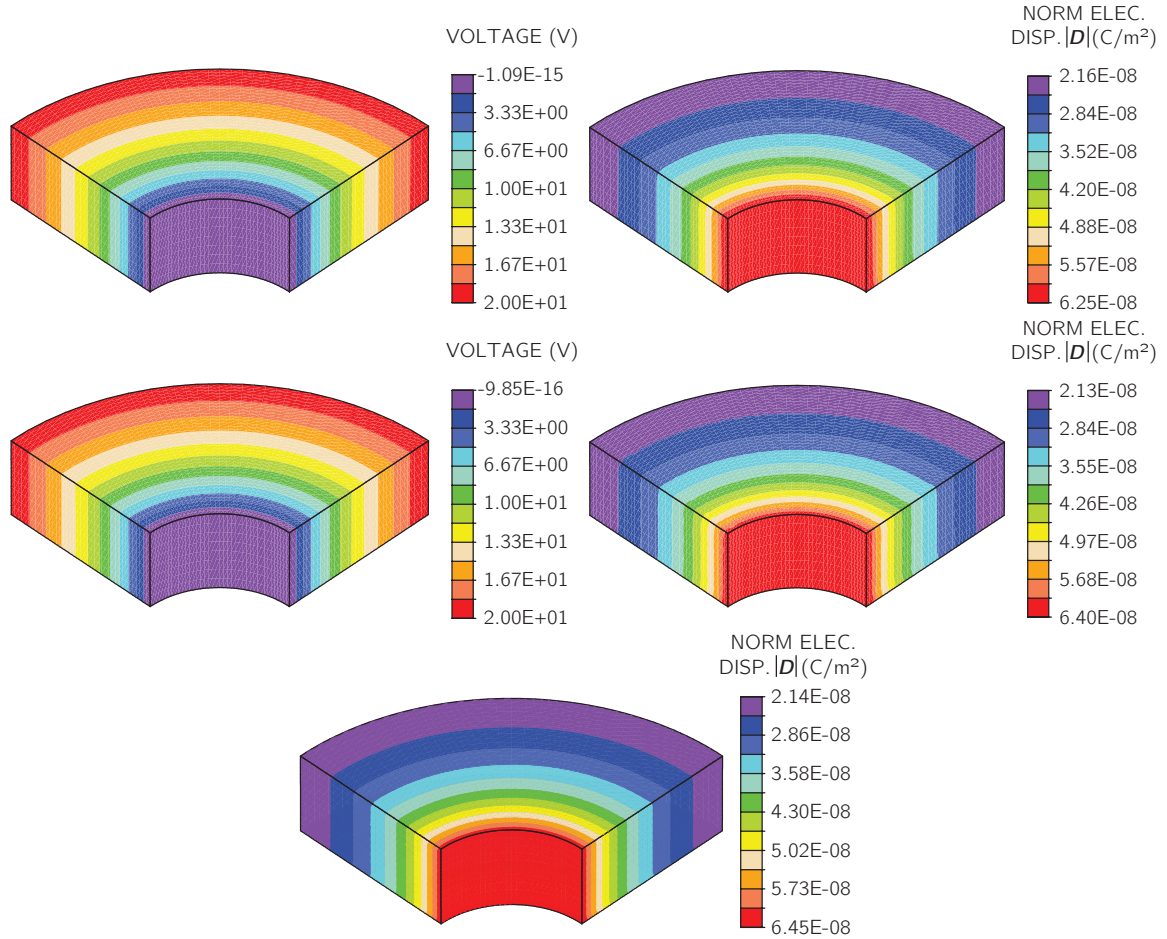 VOLTAGE (V)
-1.09E-15
3.33E+00
6.67E+00
1.00E+01
1.33E+01
1.67E+01
2.00E+01
NORM ELEC.
DISP. |D| (C/m²)
2.16E-08
2.84E-08
3.52E-08
4.20E-08
4.88E-08
5.57E-08
6.25E-08
VOLTAGE (V)
-9.85E-16
3.33E+00
6.67E+00
1.00E+01
1.33E+01
1.67E+01
2.00E+01
NORM ELEC.
DISP. |D| (C/m²)
2.13E-08
2.84E-08
3.55E-08
4.26E-08
4.97E-08
5.68E-08
6.40E-08
NORM ELEC.
DISP. |D| (C/m²)
2.14E-08
2.86E-08
3.58E-08
4.30E-08
5.02E-08
5.73E-08
6.45E-08